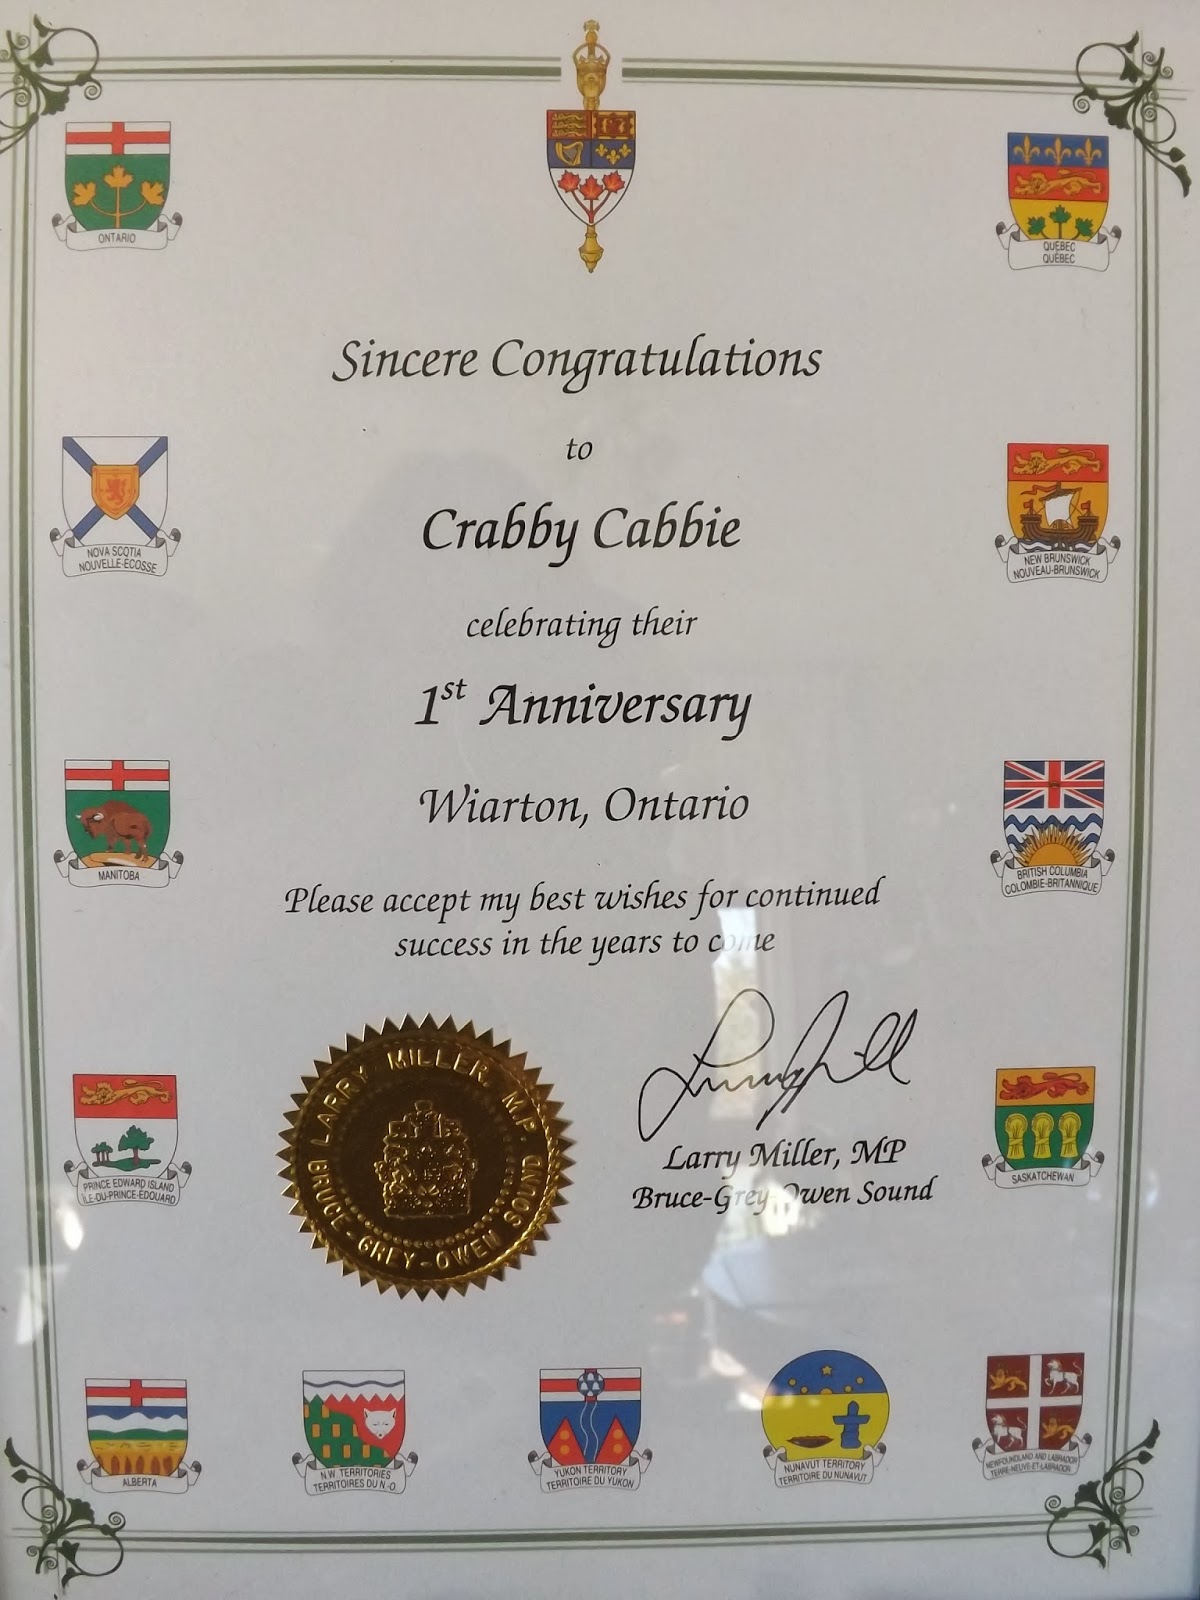 ONTARIO
QUEBEC
QUÉBEC
Sincere Congratulations
to
Crabby Cabbie
celebrating their
1st Anniversary
Wiarton, Ontario
Please accept my best wishes for continued
success in the years to come
NOVA SCOTIA
NOUVELLE-ÉCOSSE
NEW BRUNSWICK
NOUVEAU-BRUNSWICK
MANITOBA
BRITISH COLUMBIA
COLOMBIE-BRITANNIQUE
LARRY MILLER, M.P.
BRUCE-GREY-OWEN SOUND
Larry Miller, MP
Bruce-Grey-Owen Sound
PRINCE EDWARD ISLAND
ÎLE-DU-PRINCE-ÉDOUARD
SASKATCHEWAN
ALBERTA
N.W. TERRITORIES
TERRITOIRES DU N.-O.
YUKON TERRITORY
TERRITOIRE DU YUKON
NUNAVUT TERRITORY
TERRITOIRE DU NUNAVUT
NEWFOUNDLAND AND LABRADOR
TERRE-NEUVE-ET-LABRADOR